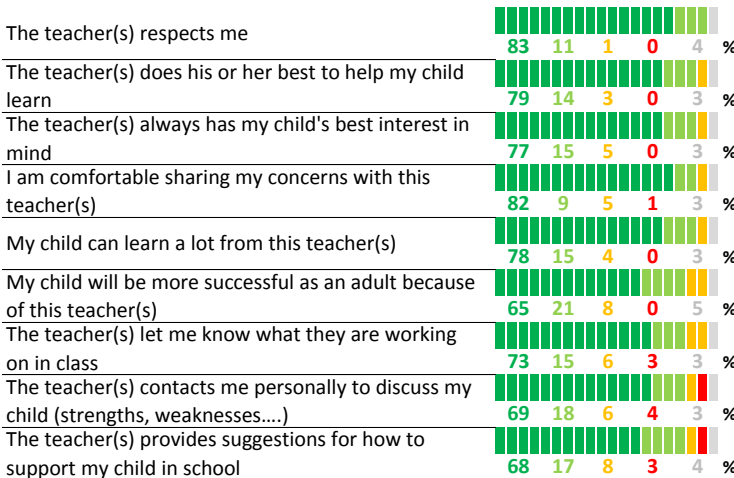 The teacher(s) respects me
83 11 1 0 4 %
The teacher(s) does his or her best to help my child
learn
79 14 3 0 3 %
The teacher(s) always has my child's best interest in
mind
77 15 5 0 3 %
I am comfortable sharing my concerns with this
teacher(s)
82 9 5 1 3 %
My child can learn a lot from this teacher(s)
78 15 4 0 3 %
My child will be more successful as an adult because
of this teacher(s)
65 21 8 0 5 %
The teacher(s) let me know what they are working
on in class
73 15 6 3 3 %
The teacher(s) contacts me personally to discuss my
child (strengths, weaknesses....)
69 18 6 4 3 %
The teacher(s) provides suggestions for how to
support my child in school
68 17 8 3 4 %